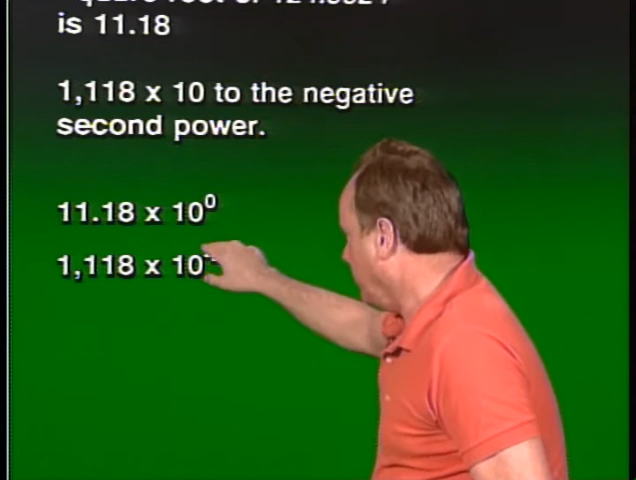 is 11.18
1,118 x 10 to the negative
second power.
11.18 x 10⁰
1,118 x 10